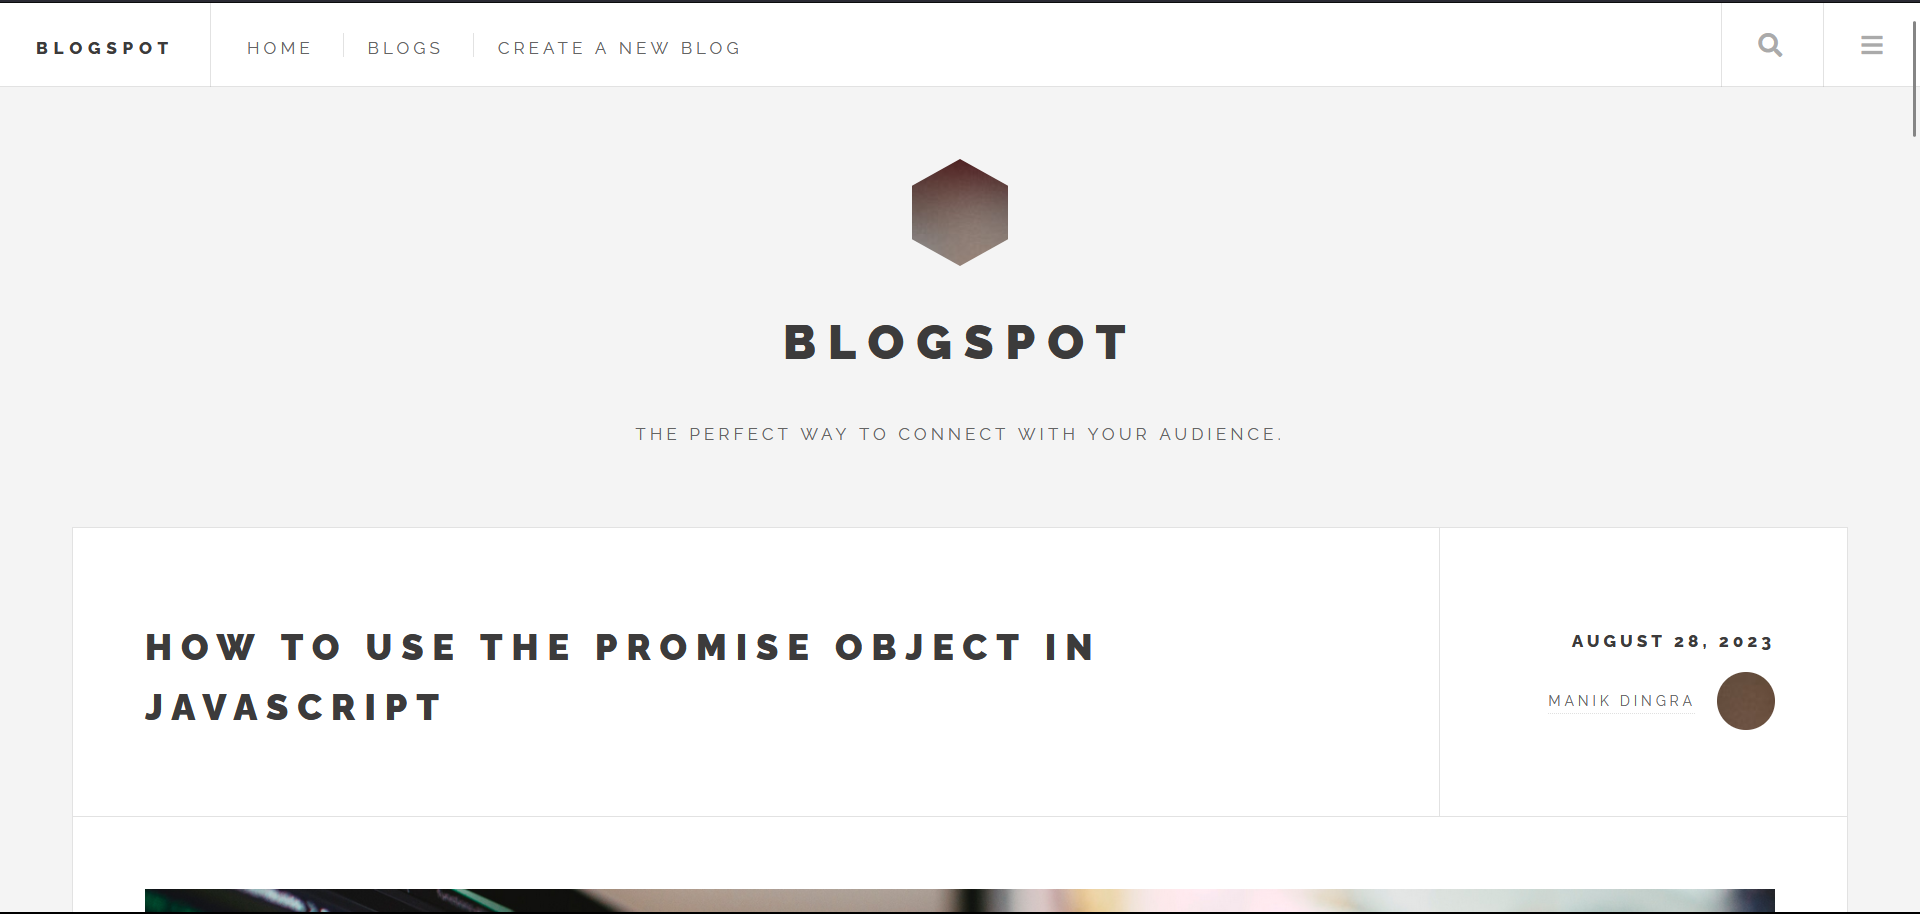 BLOGSPOT
HOME
BLOGS
CREATE A NEW BLOG
BLOGSPOT
THE PERFECT WAY TO CONNECT WITH YOUR AUDIENCE.
HOW TO USE THE PROMISE OBJECT IN
JAVASCRIPT
AUGUST 28, 2023
MANIK DINGRA